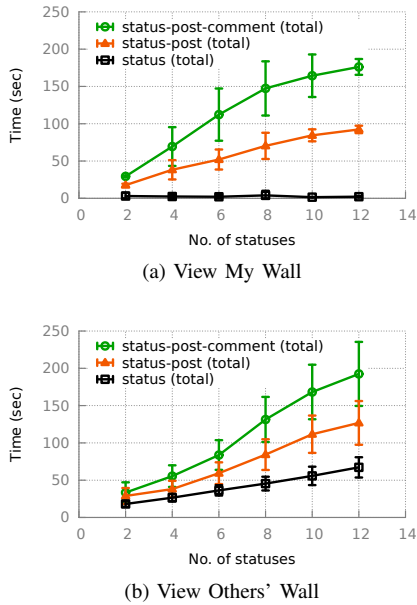 250
200
150
100
50
0
Time (sec)
status-post-comment (total)
status-post (total)
status (total)
0 2 4 6 8 10 12 14
No. of statuses
(a) View My Wall
250
200
150
100
50
0
Time (sec)
status-post-comment (total)
status-post (total)
status (total)
0 2 4 6 8 10 12 14
No. of statuses
(b) View Others' Wall